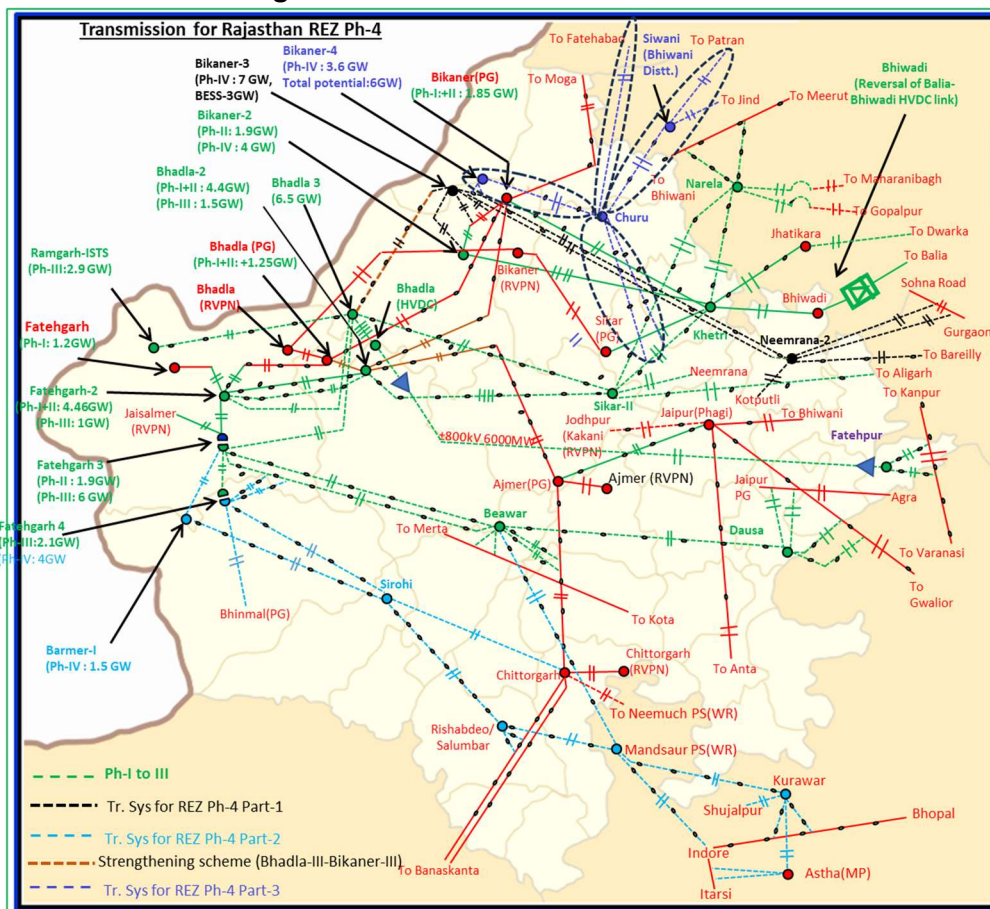 Transmission for Rajasthan REZ Ph-4
To Fatehabad
Siwani
(Bhiwani
Distt.)
To Patran
Bikaner-4
(Ph-IV: 3.6 GW
Total potential:6GW)
Bikaner-3
(Ph-IV : 7 GW,
BESS-3GW)
Bikaner(PG)
(Ph-I:+II : 1.85 GW)
To Moga
Bhiwadi
(Reversal of Balia-
Bhiwadi HVDC link)
To Jind
To Meerut
Bikaner-2
(Ph-II: 1.9GW)
(Ph-IV: 4 GW
Bhadla-2
(Ph-I+II: 4.4GW)
(Ph-III: 1.5GW)
Bhadla 3
(6.5 GW)
To
Bhiwani
Narela
To Maharanibagh
To Gopalpur
Churu
Jhatikara
To Dwarka
Ramgarh-ISTS
(Ph-III:2.9 GW)
Bhadla (PG)
(Ph-I+II: +1.25GW)
Bhadla
(RVPN)
Bhadla
(HVDC)
Bikaner
(RVPN)
To Balia
Bhiwadi
Sohna Road
Sikar
(PG)
Khetri
Gurgaon
Fatehgarh
(Ph-I: 1.2GW)
Neemrana-2
To Bareilly
Neemrana
To Aligarh
Kotputli
To Kanpur
Fatehgarh-2
(Ph-I+II: 4.46GW)
(Ph-III: 1GW)
Jaisalmer
(RVPN)
Sikar-II
Jodhpur
(Kakani
(RVPN)
Jaipur(Phagi)
To Bhiwani
±800kV 6000MW
Fatehpur
Fatehgarh 3
(Ph-II : 1.9GW)
(Ph-III: 6 GW)
Ajmer(PG)
Ajmer (RVPN)
Jaipur
PG
Agra
Fatehgarh 4
(Ph-III:2.1GW)
(Ph-IV: 4GW
Beawar
To Merta
Dausa
To Varanasi
To
Gwalior
Bhinmal(PG)
Sirohi
To Kota
Barmer-I
(Ph-IV : 1.5 GW
Chittorgarh
Chittorgarh
(RVPN)
To Anta
To Neemuch PS(WR)
Rishabdeo/
Salumbar
Mandsaur PS(WR)
Kurawar
Shujalpur
Bhopal
Indore
Itarsi
Astha(MP)
To Banaskanta
Ph-I to III
Tr. Sys for REZ Ph-4 Part-1
Tr. Sys for REZ Ph-4 Part-2
Strengthening scheme (Bhadla-III-Bikaner-III)
Tr. Sys for REZ Ph-4 Part-3